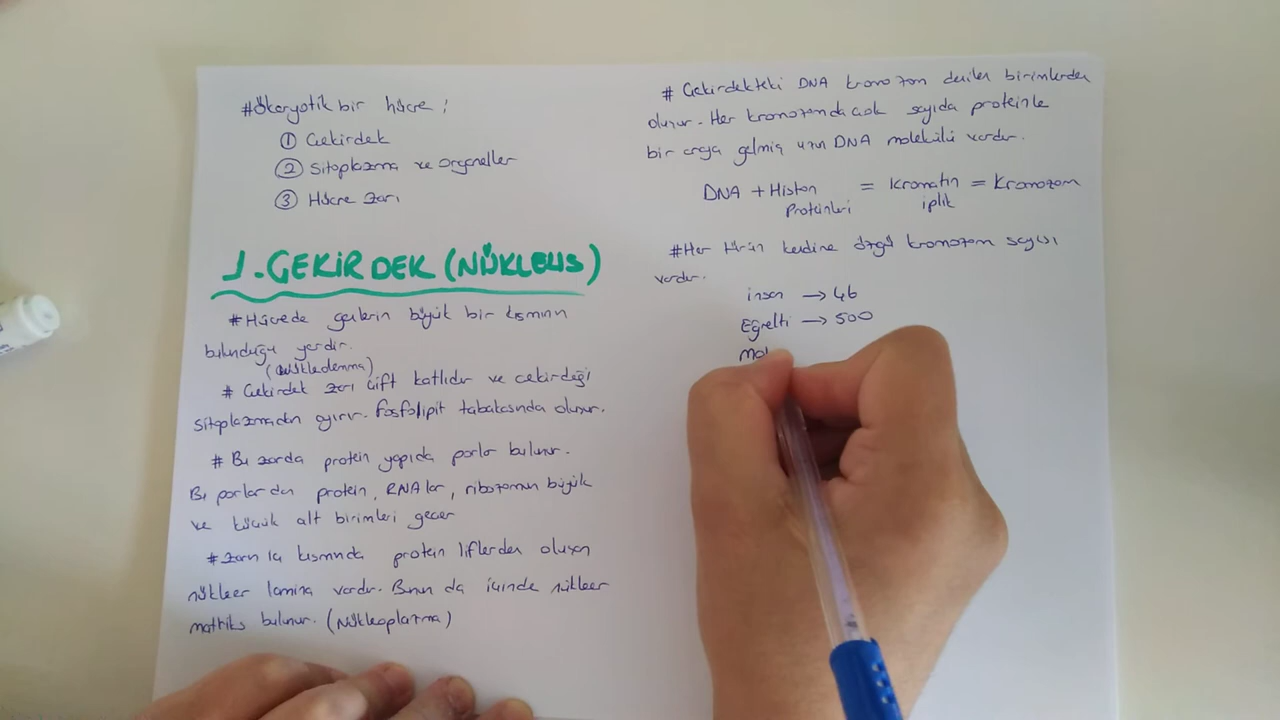 #Ökaryotik bir hücre :
① Çekirdek
② Sitoplazma ve organeller
③ Hücre zarı
1.ÇEKİRDEK (NÜKLEUS)
#Hücrede genlerin büyük bir kısmının
bulunduğu yerdir.
# Çekirdek zarı çift katlıdır ve çekirdeği
sitoplazmadan ayırır. Fosfolipit tabakasında oluşur.
# Bu zarda protein yapıda porlar bulunur.
Bu porlardan protein, RNAlar, ribozomun büyük
ve küçük alt birimleri geçer
# Zarın iç kısmında protein liflerden oluşan
nükleer lamina vardır. Bunun da içinde nükleer
matriks bulunur. (Nükleoplazma)
# Çekirdekteki DNA kromozom denilen birimlerden
oluşur. Her kromozomda çok sayıda proteinle
bir araya gelmiş uzun DNA molekülü vardır.
DNA + Histon = Kromatin = Kromozom
Proteinleri iplik
#Her türün kendine özgü kromozom sayısı
vardır.
insan → 46
Eğrelti → 500